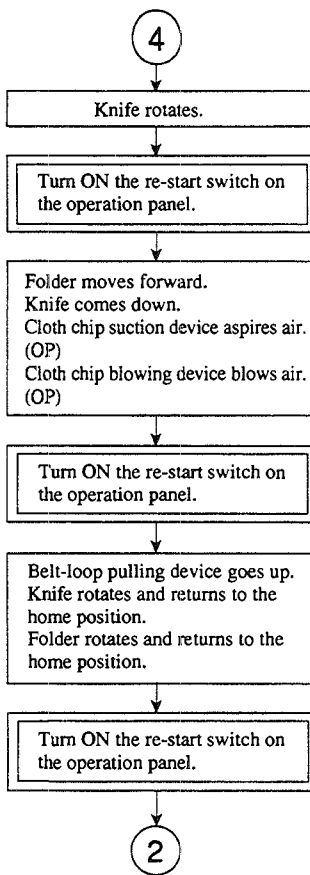 4
Knife rotates.
Turn ON the re-start switch on
the operation panel.
Folder moves forward.
Knife comes down.
Cloth chip suction device aspires air.
(OP)
Cloth chip blowing device blows air.
(OP)
Turn ON the re-start switch on
the operation panel.
Belt-loop pulling device goes up.
Knife rotates and returns to the
home position.
Folder rotates and returns to the
home position.
Turn ON the re-start switch on
the operation panel.
2